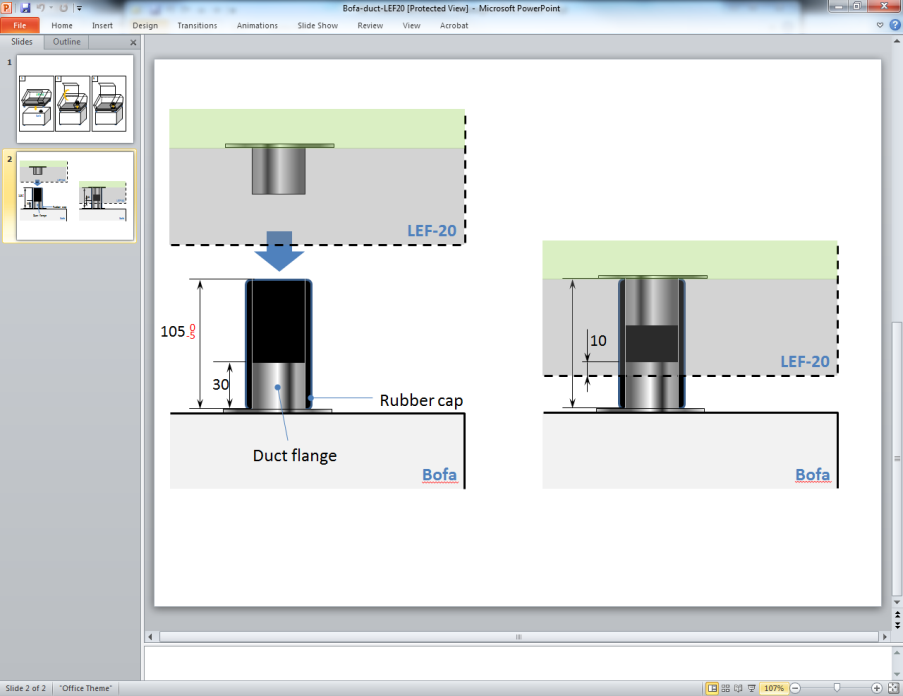 Bofa-duct-LEF20 [Protected View] - Microsoft PowerPoint
File Home Insert Design Transitions Animations Slide Show Review View Acrobat
Slides Outline
1
2
LEF-20
105 0
-5
30
Rubber cap
Duct flange
Bofa
10
LEF-20
Bofa
Slide 2 of 2 "Office Theme" 107%